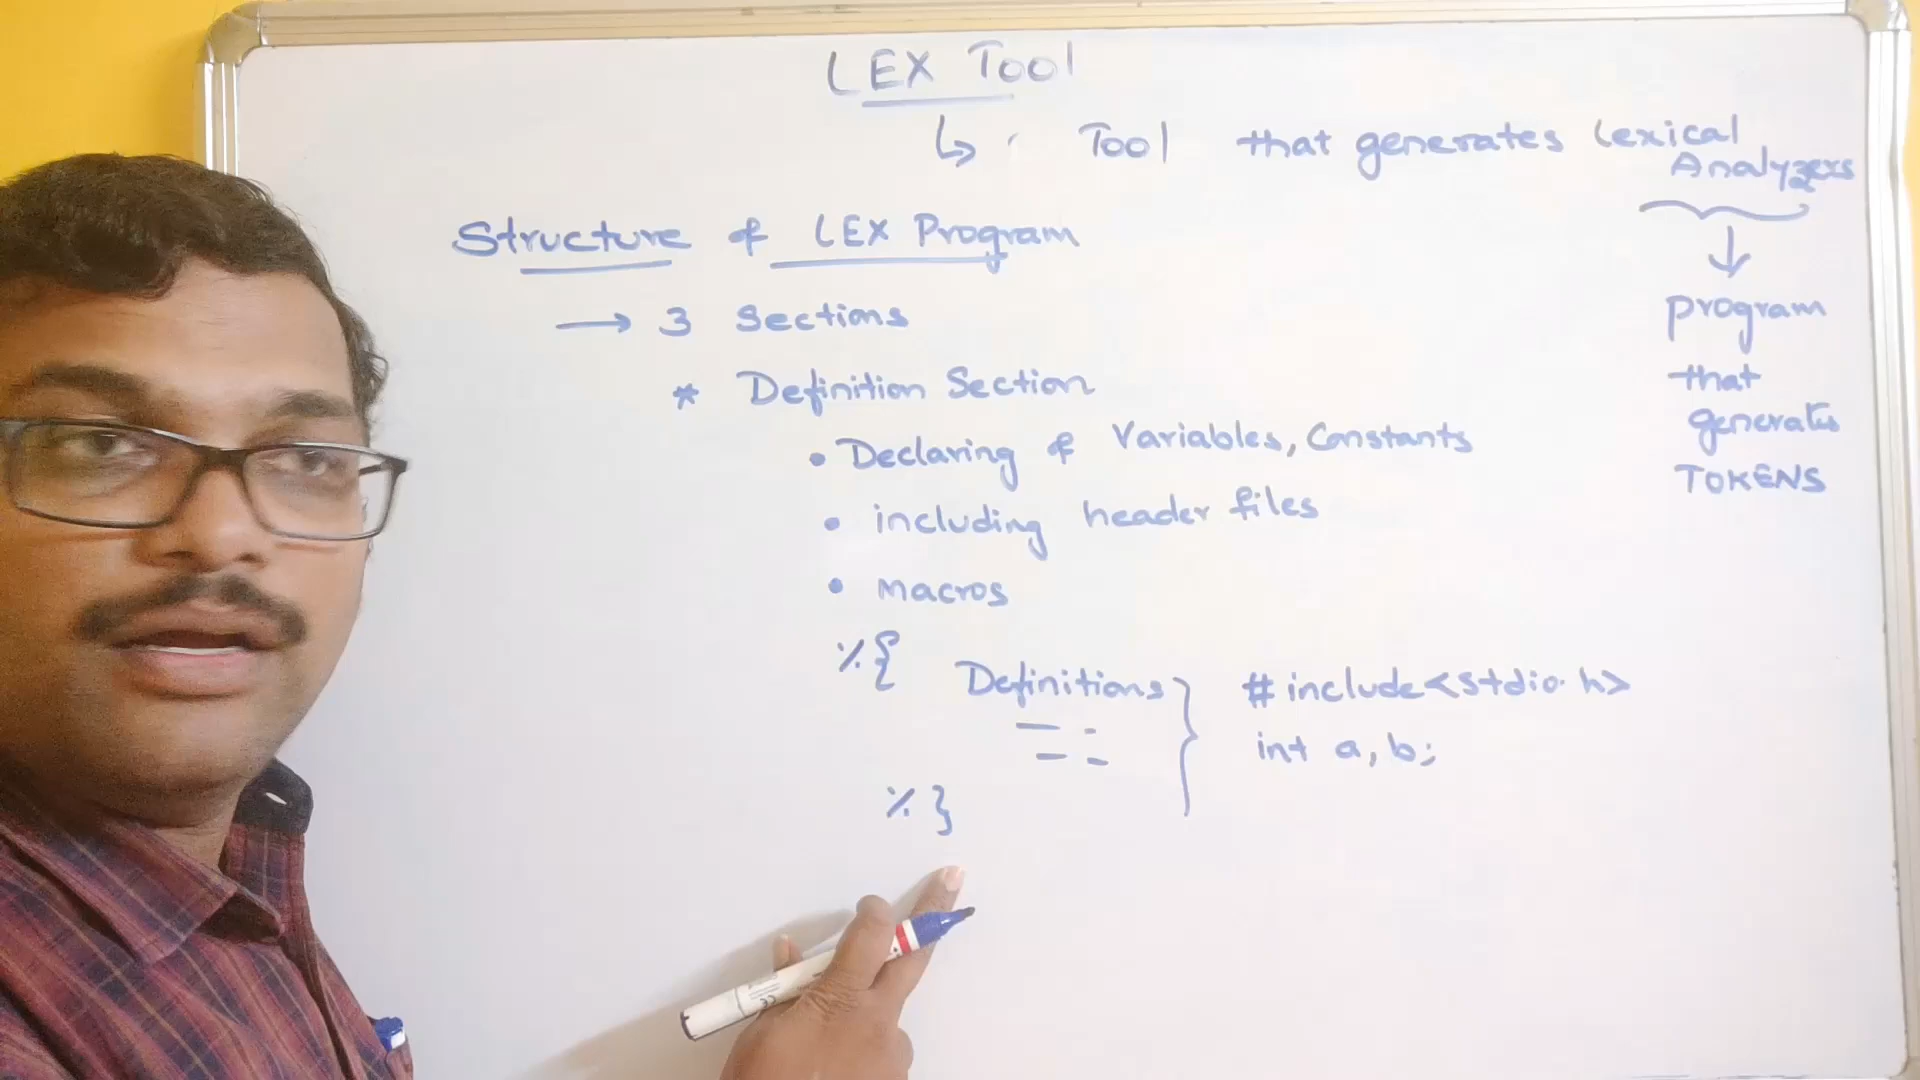 LEX Tool
↳ Tool that generates Lexical
Analyzers
↓
program
that
generates
TOKENS
Structure of LEX Program
→ 3 Sections
* Definition Section
• Declaring of Variables, Constants
• including header files
• macros
%{
Definitions } #include<stdio.h>
int a, b;
%}